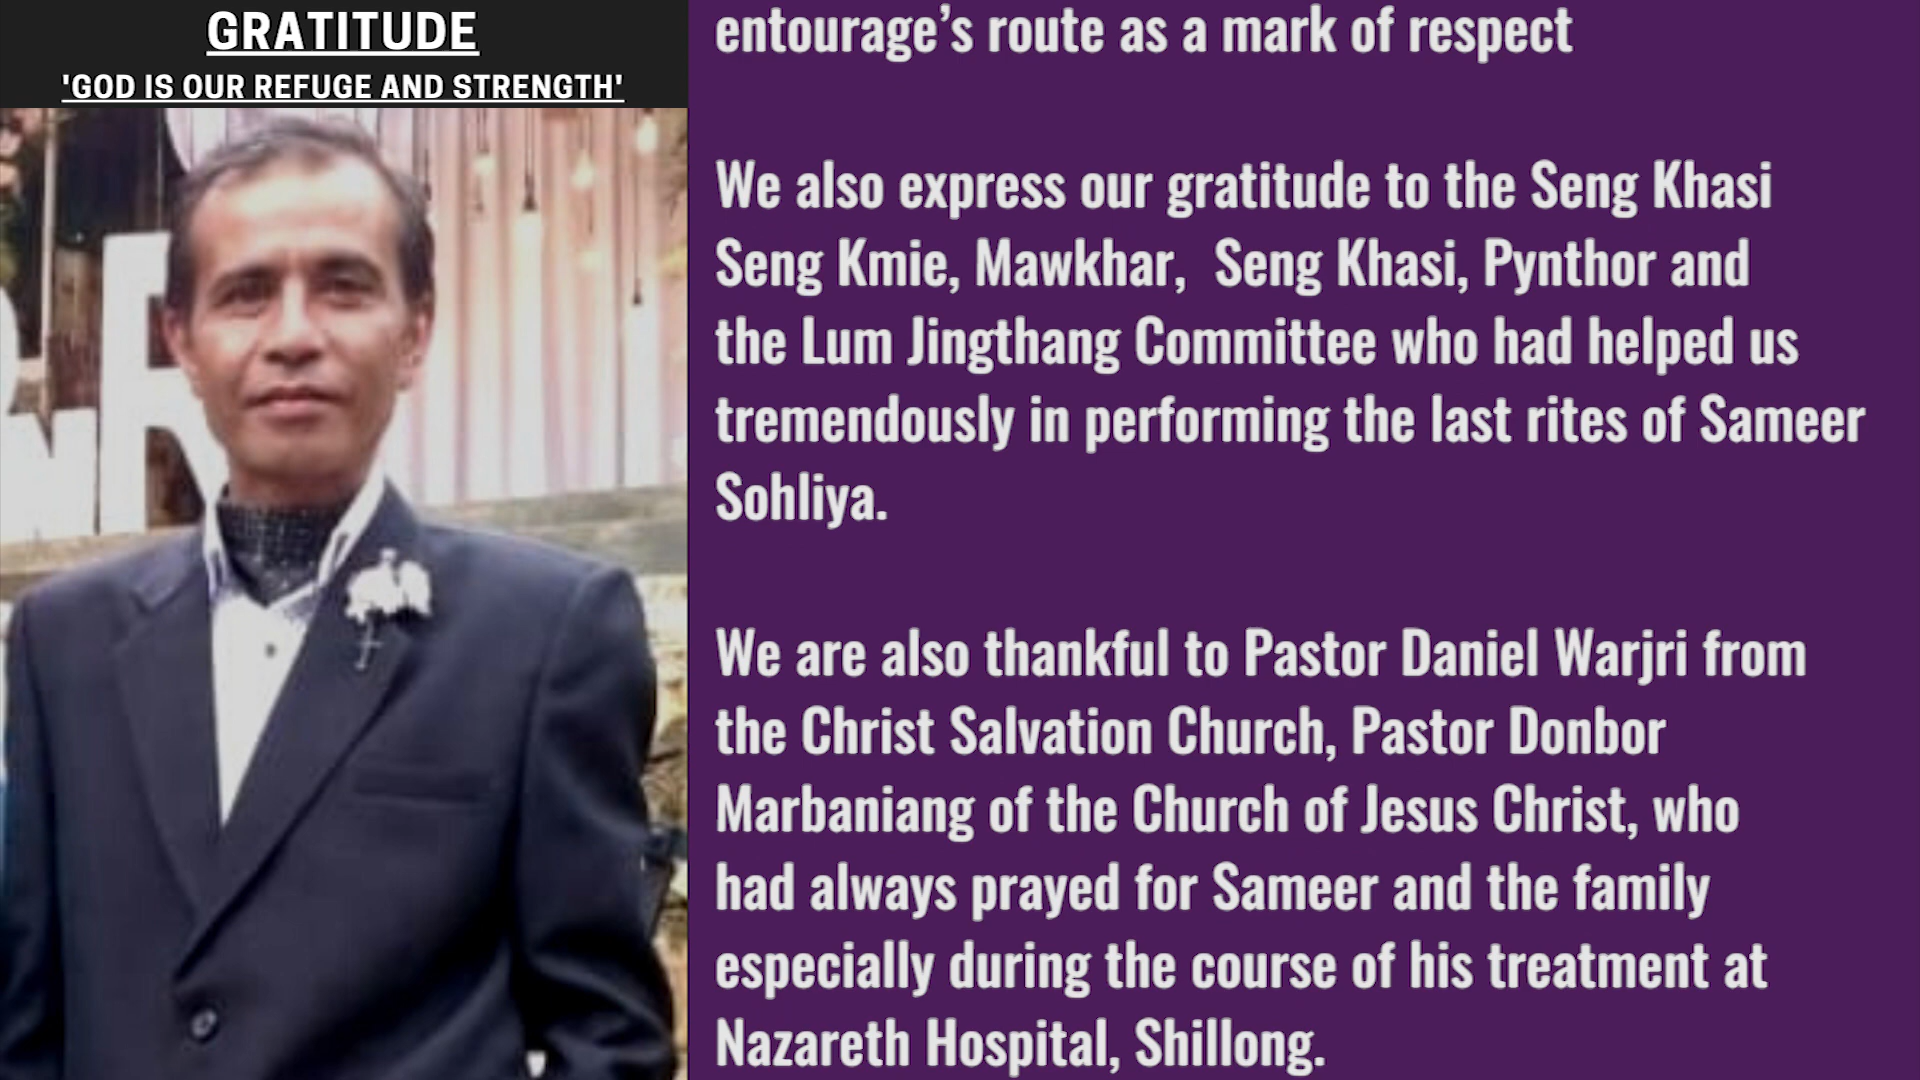 GRATITUDE
'GOD IS OUR REFUGE AND STRENGTH'
entourage’s route as a mark of respect
We also express our gratitude to the Seng Khasi
Seng Kmie, Mawkhar,  Seng Khasi, Pynthor and
the Lum Jingthang Committee who had helped us
tremendously in performing the last rites of Sameer
Sohliya.
We are also thankful to Pastor Daniel Warjri from
the Christ Salvation Church, Pastor Donbor
Marbaniang of the Church of Jesus Christ, who
had always prayed for Sameer and the family
especially during the course of his treatment at
Nazareth Hospital, Shillong.